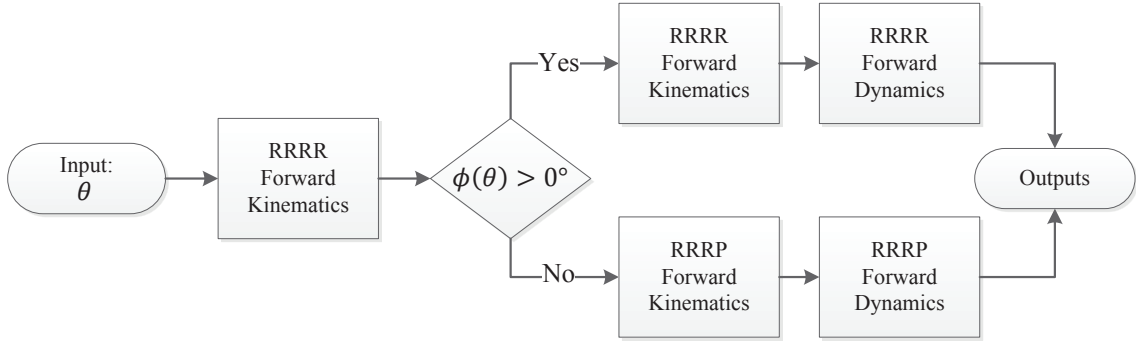 Input:
θ
RRRR
Forward
Kinematics
ϕ(θ) > 0°
Yes
RRRR
Forward
Kinematics
RRRR
Forward
Dynamics
No
RRRP
Forward
Kinematics
RRRP
Forward
Dynamics
Outputs